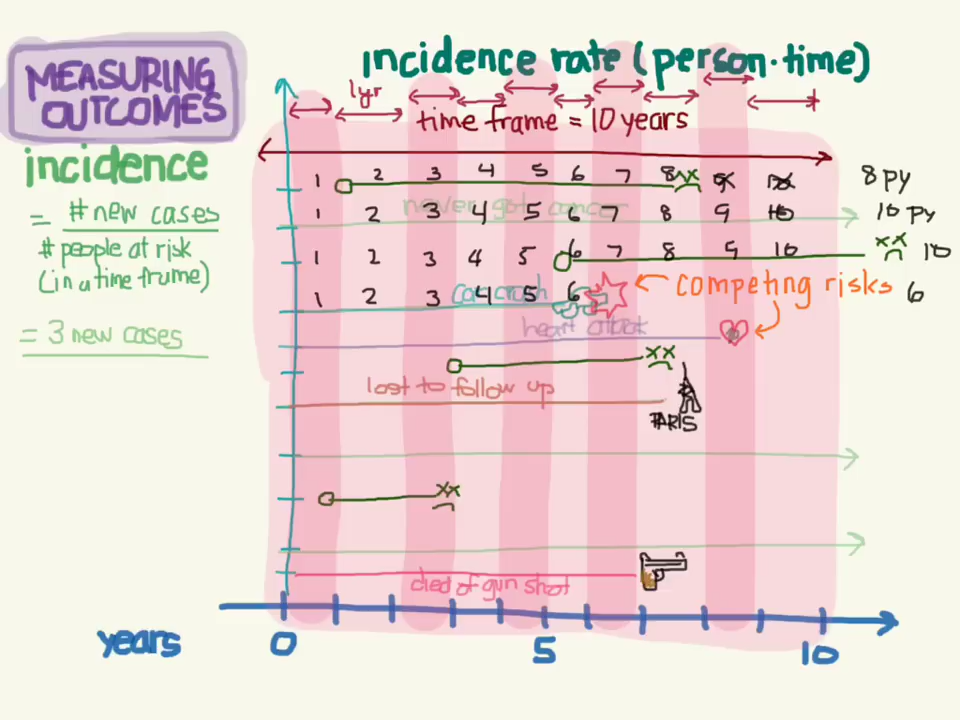 MEASURING
OUTCOMES
incidence
= # new cases
# people at risk
(in a time frame)
= 3 new cases
incidence rate (person·time)
1yr
time frame = 10 years
1 2 3 4 5 6 7 8 xx 9 10 8 py
never got cancer
1 2 3 4 5 6 7 8 9 10 10 py
1 2 3 4 5 6 7 8 9 10 xx 10
car crash
1 2 3 4 5 6 competing risks 6
heart attack
xx
lost to follow up
PARIS
xx
died of gun shot
years 0 5 10